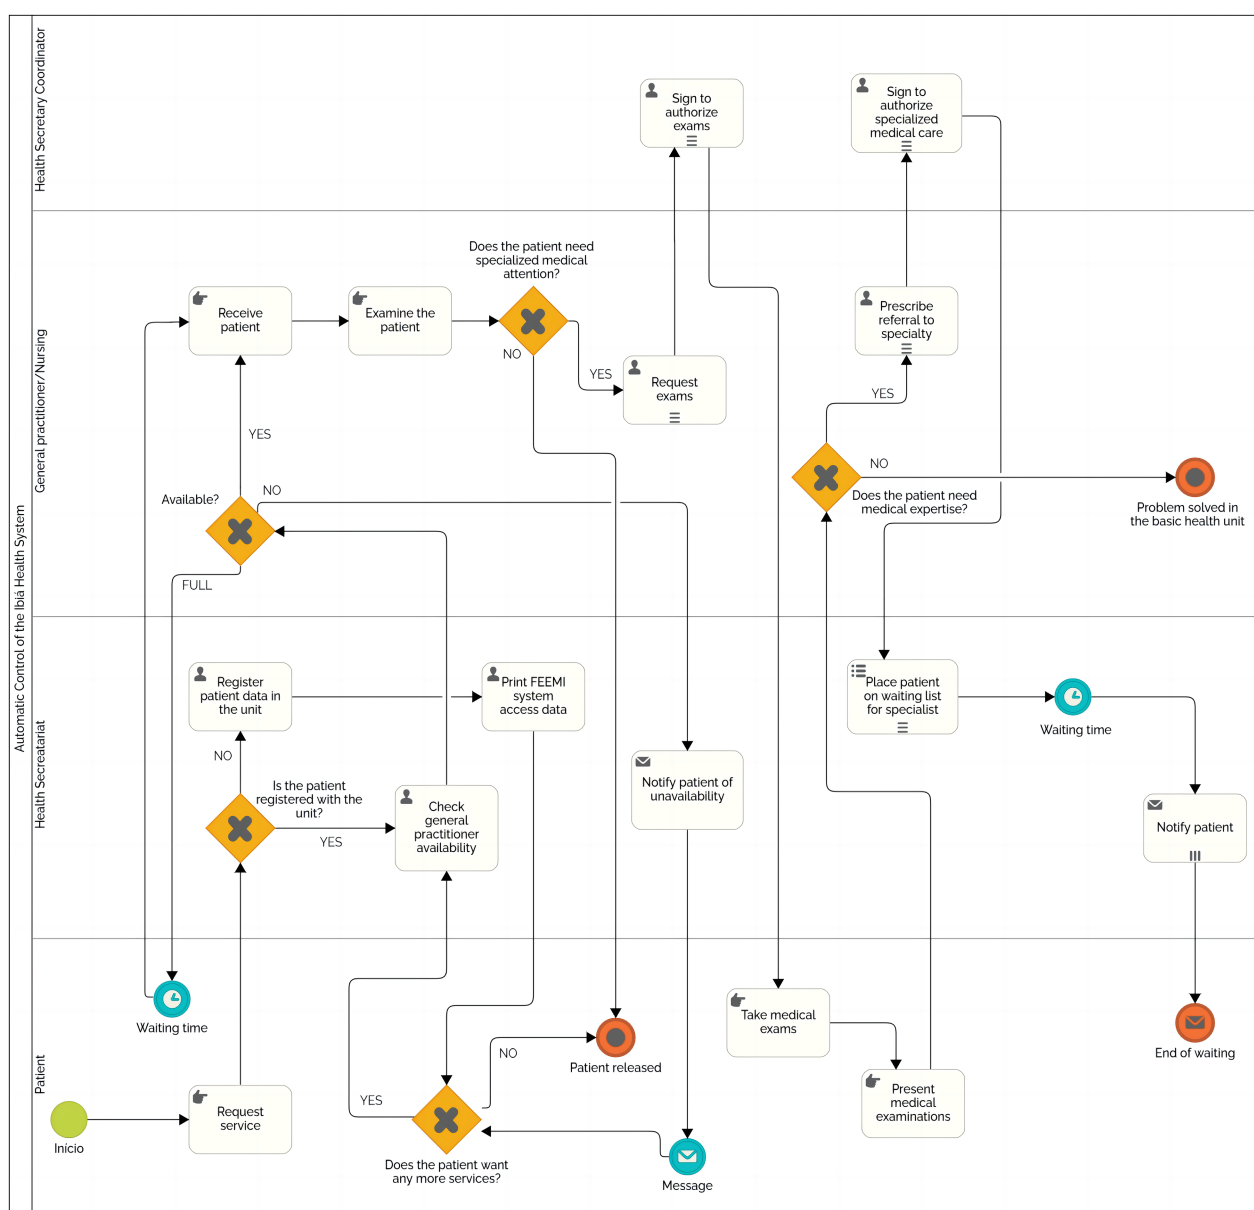 Automatic Control of the Ibiá Health System
Health Secretary Coordinator
Sign to
authorize
exams
Sign to
authorize
specialized
medical care
General practitioner/Nursing
Does the patient need
specialized medical
attention?
Receive
patient
Examine the
patient
NO
YES
Request
exams
Prescribe
referral to
specialty
YES
YES
Available?
NO
FULL
NO
Does the patient need
medical expertise?
Problem solved in
the basic health unit
Health Secreatariat
Register
patient data in
the unit
Print FEEMI
system
access data
Place patient
on waiting list
for specialist
Waiting time
NO
Is the patient
registered with the
unit?
YES
Check
general
practitioner
availability
Notify patient of
unavailability
Notify patient
Patient
Waiting time
Request
service
Início
YES
NO
Patient released
Does the patient want
any more services?
Message
Take medical
exams
Present
medical
examinations
End of waiting